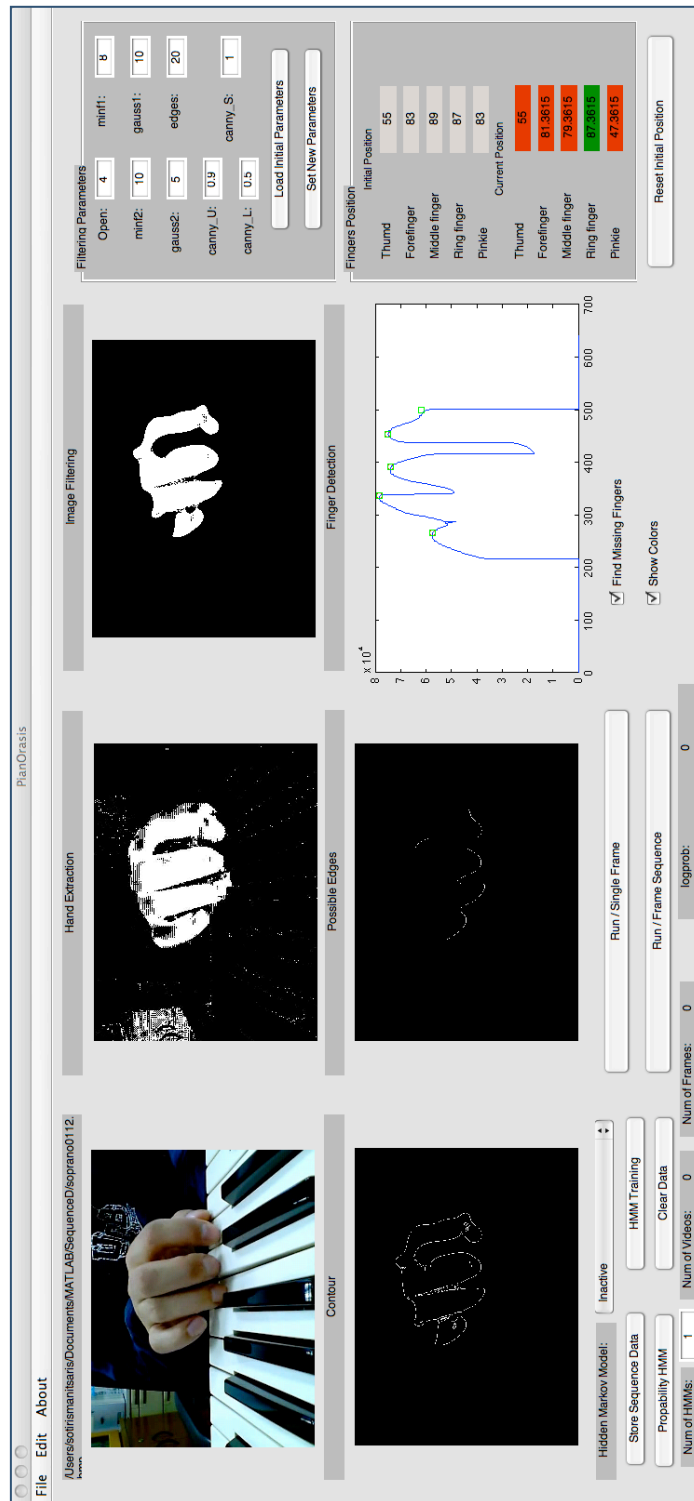 PianOrasis
File Edit About
/Users/sotirismanitsaris/Documents/MATLAB/SequenceD/soprano0112.
bmp
Hand Extraction
Image Filtering
Filtering Parameters
Open: 4 minf1: 8
minf2: 10 gauss1: 10
gauss2: 5 edges: 20
canny_U: 0.9
canny_S: 1
canny_L: 0.5
Load Initial Parameters
Set New Parameters
Contour
Possible Edges
Finger Detection
x 10^4
8
7
6
5
4
3
2
1
0
0 100 200 300 400 500 600 700
Find Missing Fingers
Show Colors
Fingers Position
Initial Position
Thumd 55
Forefinger 83
Middle finger 89
Ring finger 87
Pinkie 83
Current Position
Thumd 55
Forefinger 81.3615
Middle finger 79.3615
Ring finger 87.3615
Pinkie 47.3615
Reset Initial Position
Hidden Markov Model: Inactive
Store Sequence Data HMM Training
Propability HMM Clear Data
Run / Single Frame
Run / Frame Sequence
Num of HMMs: 1 Num of Videos: 0 Num of Frames: 0 logprob: 0